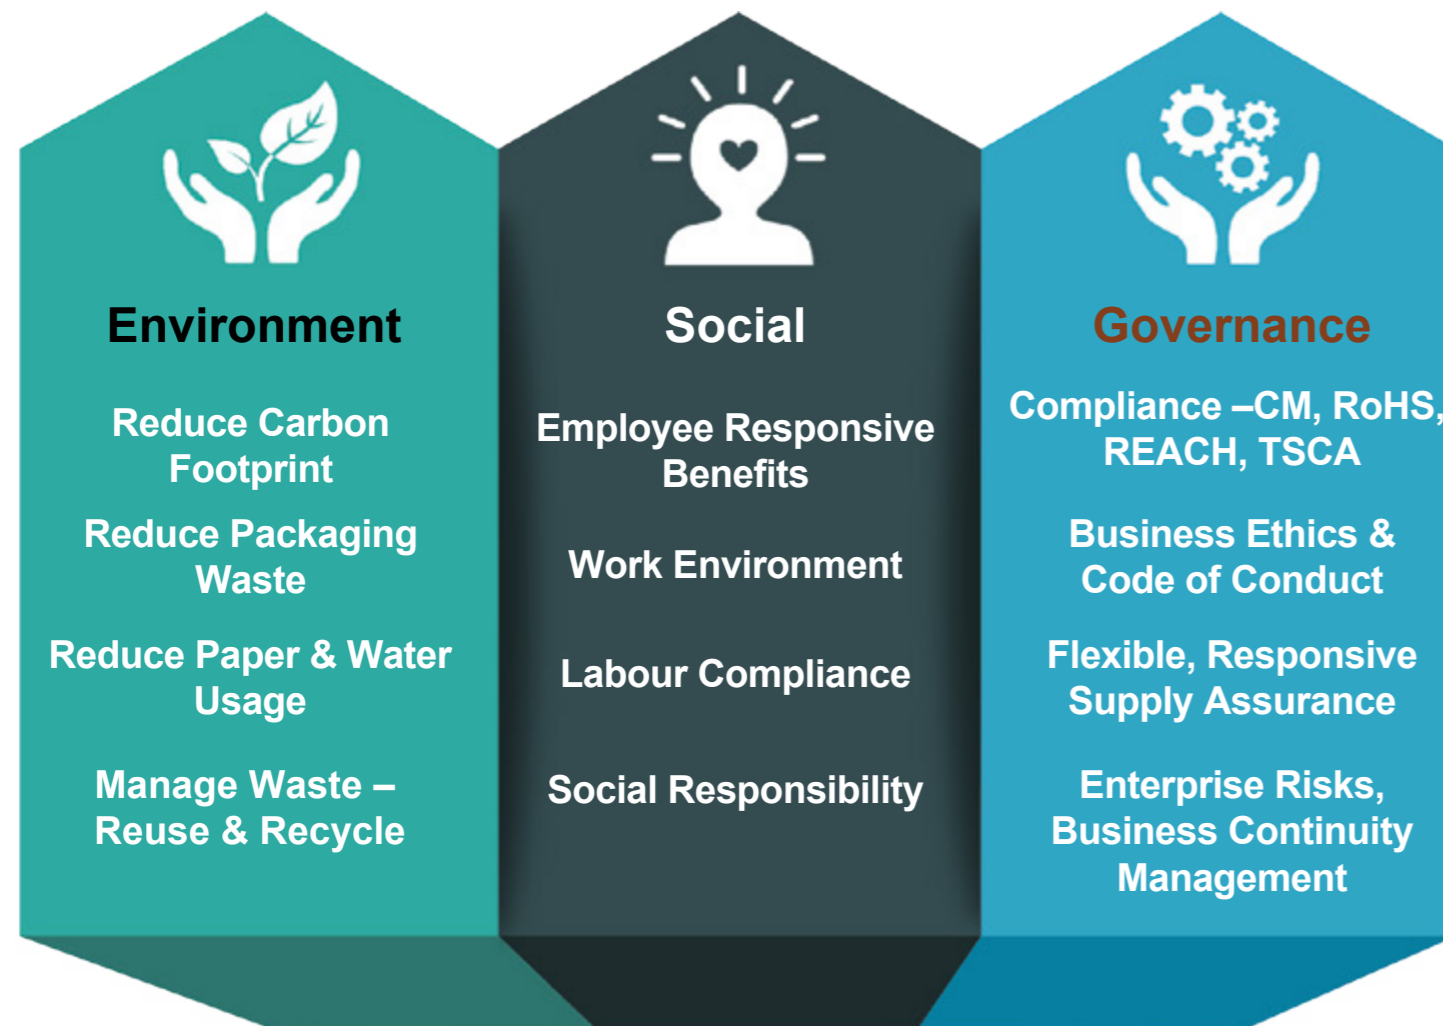 Environment
Reduce Carbon
Footprint
Reduce Packaging
Waste
Reduce Paper & Water
Usage
Manage Waste –
Reuse & Recycle
Social
Employee Responsive
Benefits
Work Environment
Labour Compliance
Social Responsibility
Governance
Compliance –CM, RoHS,
REACH, TSCA
Business Ethics &
Code of Conduct
Flexible, Responsive
Supply Assurance
Enterprise Risks,
Business Continuity
Management